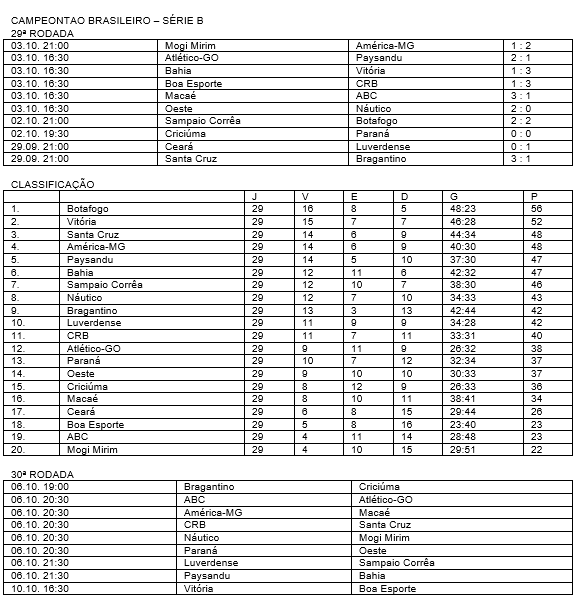 CAMPEONTAO BRASILEIRO – SÉRIE B
29ª RODADA
03.10. 21:00 Mogi Mirim América-MG 1 : 2
03.10. 16:30 Atlético-GO Paysandu 2 : 1
03.10. 16:30 Bahia Vitória 1 : 3
03.10. 16:30 Boa Esporte CRB 1 : 3
03.10. 16:30 Macaé ABC 3 : 1
03.10. 16:30 Oeste Náutico 2 : 0
02.10. 21:00 Sampaio Corrêa Botafogo 2 : 2
02.10. 19:30 Criciúma Paraná 0 : 0
29.09. 21:00 Ceará Luverdense 0 : 1
29.09. 21:00 Santa Cruz Bragantino 3 : 1
CLASSIFICAÇÃO
J V E D G P
1. Botafogo 29 16 8 5 48:23 56
2. Vitória 29 15 7 7 46:28 52
3. Santa Cruz 29 14 6 9 44:34 48
4. América-MG 29 14 6 9 40:30 48
5. Paysandu 29 14 5 10 37:30 47
6. Bahia 29 12 11 6 42:32 47
7. Sampaio Corrêa 29 12 10 7 38:30 46
8. Náutico 29 12 7 10 34:33 43
9. Bragantino 29 13 3 13 42:44 42
10. Luverdense 29 11 9 9 34:28 42
11. CRB 29 11 7 11 33:31 40
12. Atlético-GO 29 9 11 9 26:32 38
13. Paraná 29 10 7 12 32:34 37
14. Oeste 29 9 10 10 30:33 37
15. Criciúma 29 8 12 9 26:33 36
16. Macaé 29 8 10 11 38:41 34
17. Ceará 29 6 8 15 29:44 26
18. Boa Esporte 29 5 8 16 23:40 23
19. ABC 29 4 11 14 28:48 23
20. Mogi Mirim 29 4 10 15 29:51 22
30ª RODADA
06.10. 19:00 Bragantino Criciúma
06.10. 20:30 ABC Atlético-GO
06.10. 20:30 América-MG Macaé
06.10. 20:30 CRB Santa Cruz
06.10. 20:30 Náutico Mogi Mirim
06.10. 20:30 Paraná Oeste
06.10. 21:30 Luverdense Sampaio Corrêa
06.10. 21:30 Paysandu Bahia
10.10. 16:30 Vitória Boa Esporte